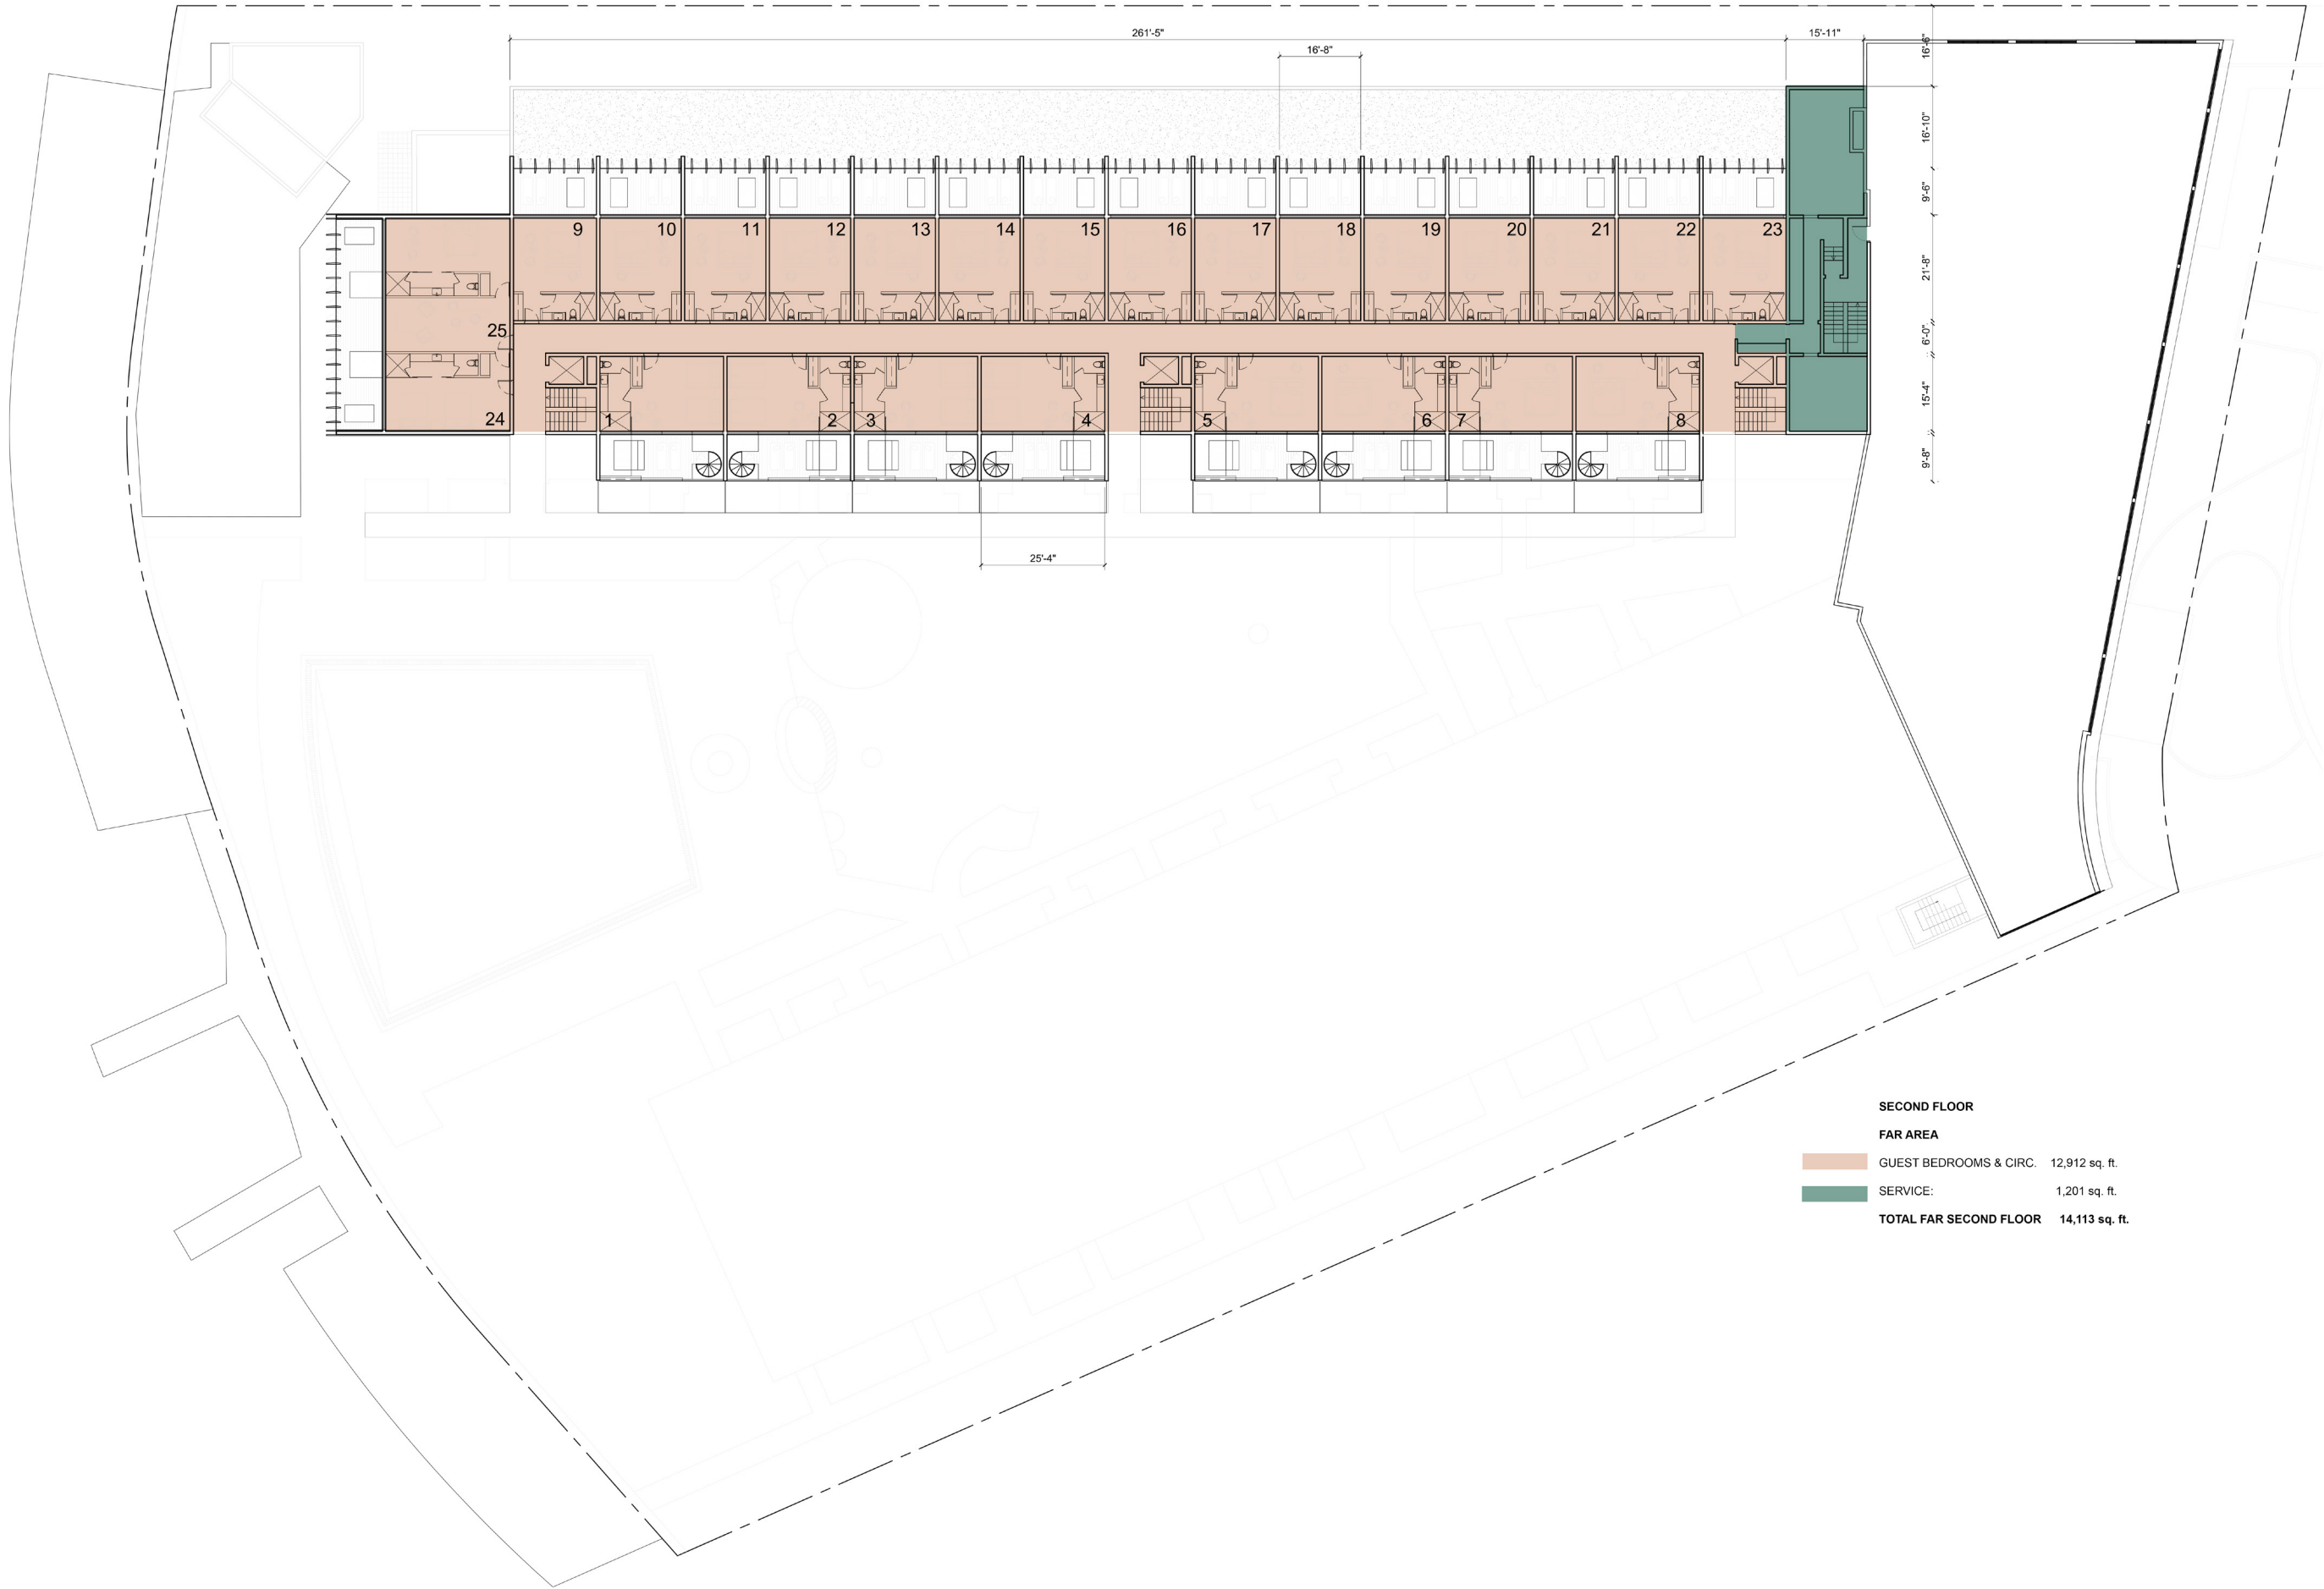 261'-5"
15'-11"
16'-6"
16'-8"
16'-10"
9'-6"
9 10 11 12 13 14 15 16 17 18 19 20 21 22 23
21'-8"
25
6'-0"
24 1 2 3 4 5 6 7 8
15'-4"
9'-8"
25'-4"
SECOND FLOOR
FAR AREA
GUEST BEDROOMS & CIRC. 12,912 sq. ft.
SERVICE: 1,201 sq. ft.
TOTAL FAR SECOND FLOOR 14,113 sq. ft.